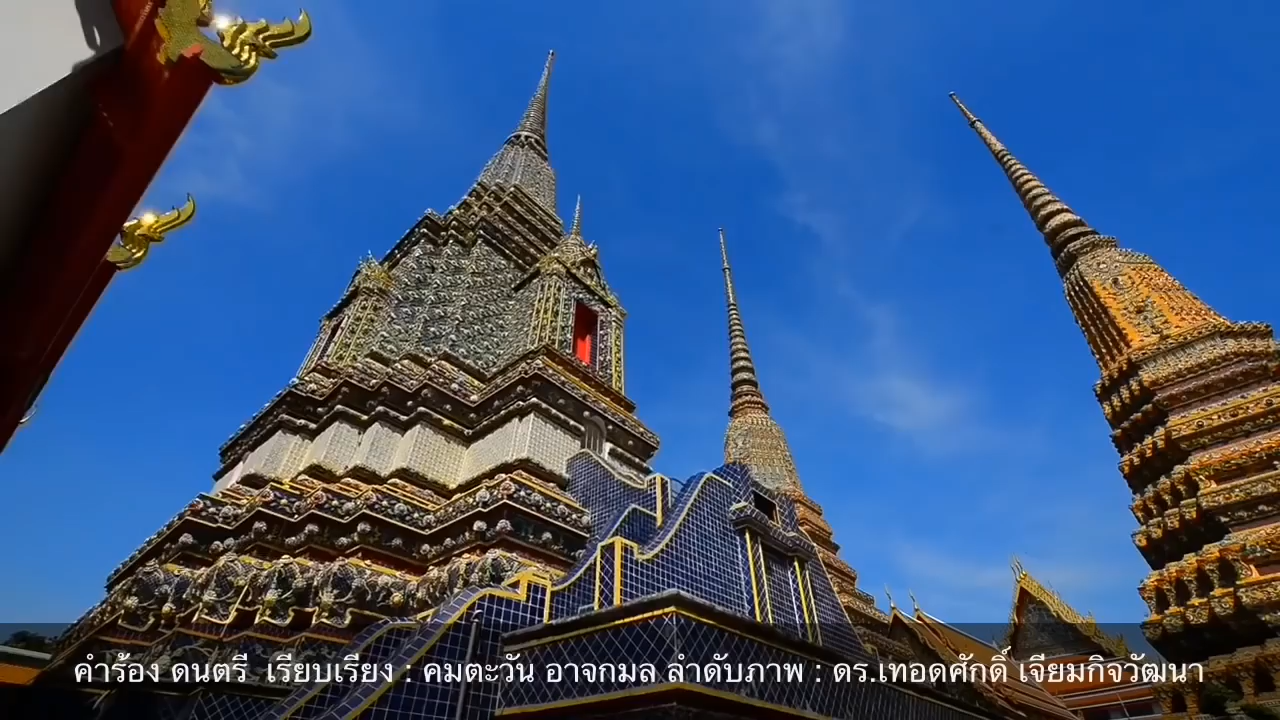 คำร้อง ดนตรี  เรียบเรียง : คมตะวัน อาจกมล ลำดับภาพ : ดร.เทอดศักดิ์ เจียมกิจวัฒนา